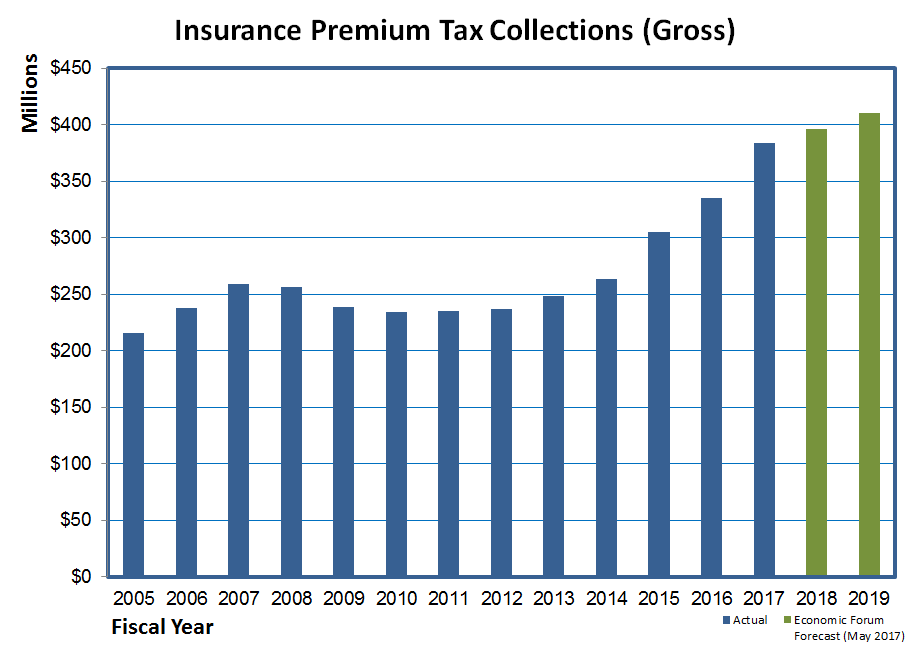 Insurance Premium Tax Collections (Gross)
Millions
$450
$400
$350
$300
$250
$200
$150
$100
$50
$0
2005 2006 2007 2008 2009 2010 2011 2012 2013 2014 2015 2016 2017 2018 2019
Fiscal Year
Actual
Economic Forum
Forecast (May 2017)